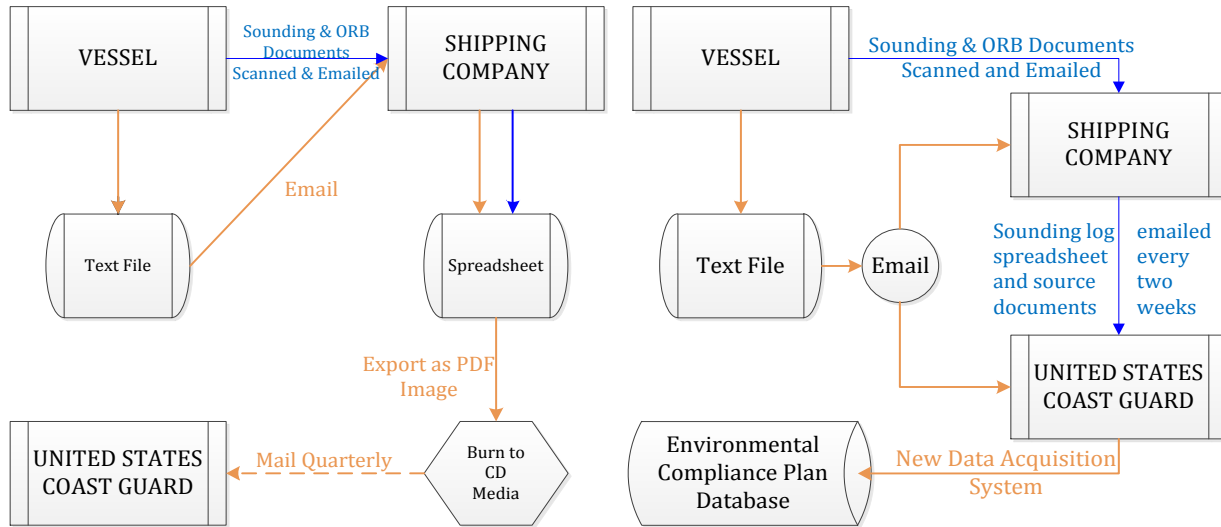 VESSEL
Sounding & ORB
Documents
Scanned & Emailed
SHIPPING
COMPANY
Email
Text File
Spreadsheet
Export as PDF
Image
UNITED STATES
COAST GUARD
Mail Quarterly
Burn to
CD
Media
VESSEL
Sounding & ORB Documents
Scanned and Emailed
SHIPPING
COMPANY
Text File
Email
Sounding log
spreadsheet
and source
documents
emailed
every
two
weeks
UNITED STATES
COAST GUARD
Environmental
Compliance Plan
Database
New Data Acquisition
System